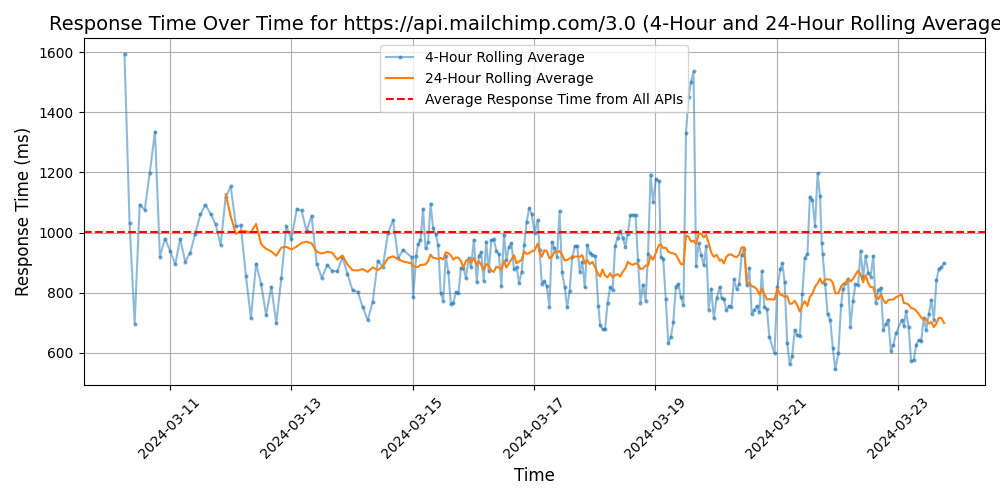 Response Time Over Time for https://api.mailchimp.com/3.0 (4-Hour and 24-Hour Rolling Average
4-Hour Rolling Average
24-Hour Rolling Average
Average Response Time from All APIs
Response Time (ms)
1600
1400
1200
1000
800
600
2024-03-11
2024-03-13
2024-03-15
2024-03-17
2024-03-19
2024-03-21
2024-03-23
Time